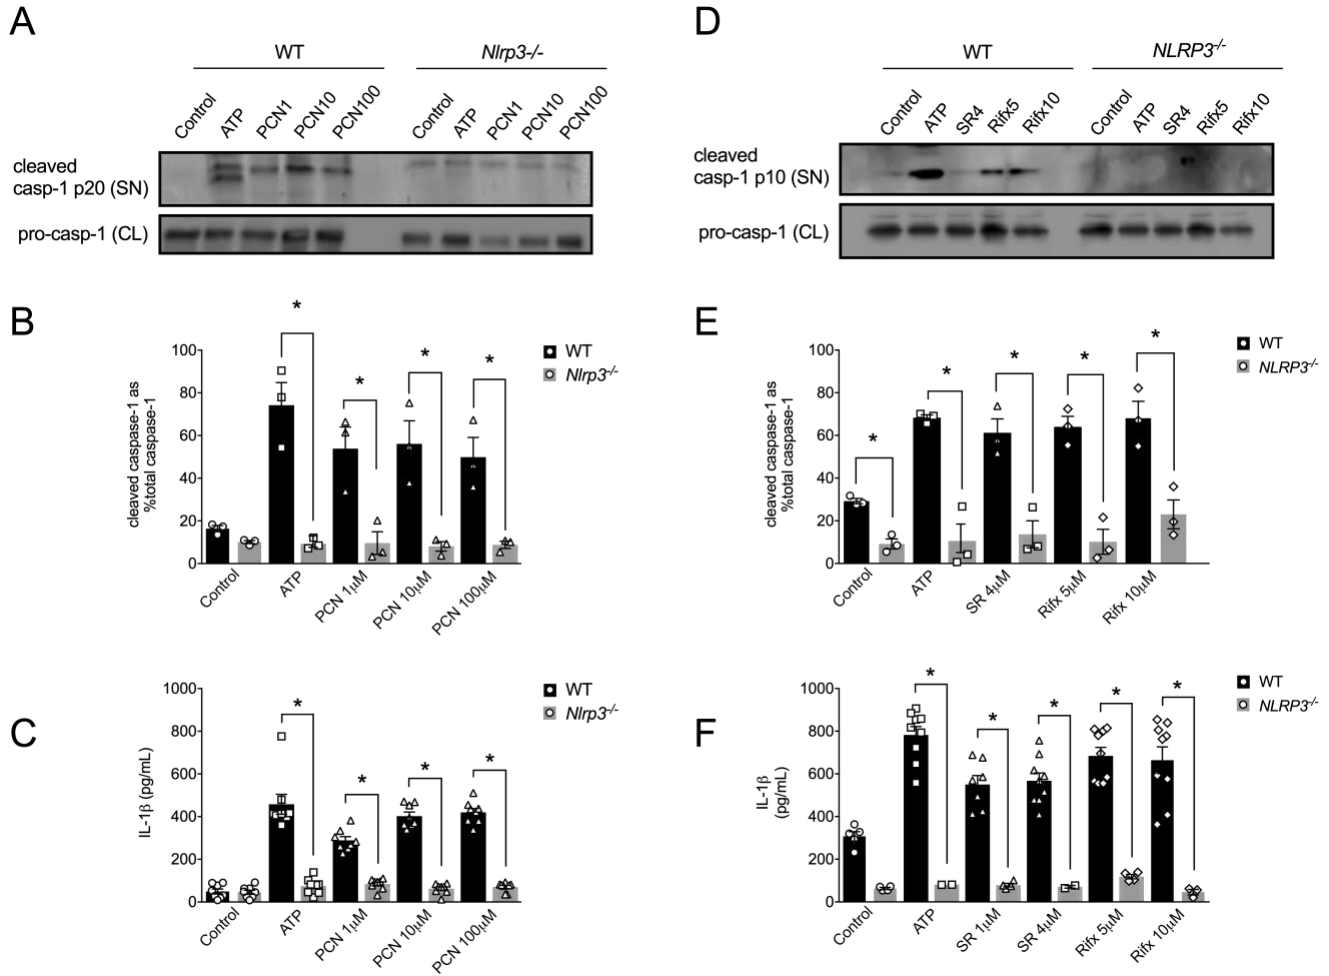 A
WT
Nlrp3-/-
Control
ATP
PCN1
PCN10
PCN100
Control
ATP
PCN1
PCN10
PCN100
cleaved
casp-1 p20 (SN)
pro-casp-1 (CL)
D
WT
NLRP3-/-
Control
ATP
SR4
Rifx5
Rifx10
Control
ATP
SR4
Rifx5
Rifx10
cleaved
casp-1 p10 (SN)
pro-casp-1 (CL)
B
cleaved caspase-1 as
%total caspase-1
100
80
60
40
20
0
*
*
*
*
WT
Nlrp3-/-
Control
ATP
PCN 1μM
PCN 10μM
PCN 100μM
E
cleaved caspase-1 as
%total caspase-1
100
80
60
40
20
0
*
*
*
*
*
WT
NLRP3-/-
Control
ATP
SR 4μM
Rifx 5μM
Rifx 10μM
C
IL-1β (pg/mL)
1000
800
600
400
200
0
*
*
*
*
WT
Nlrp3-/-
Control
ATP
PCN 1μM
PCN 10μM
PCN 100μM
F
IL-1β
(pg/mL)
1000
800
600
400
200
0
*
*
*
*
*
WT
NLRP3-/-
Control
ATP
SR 1μM
SR 4μM
Rifx 5μM
Rifx 10μM